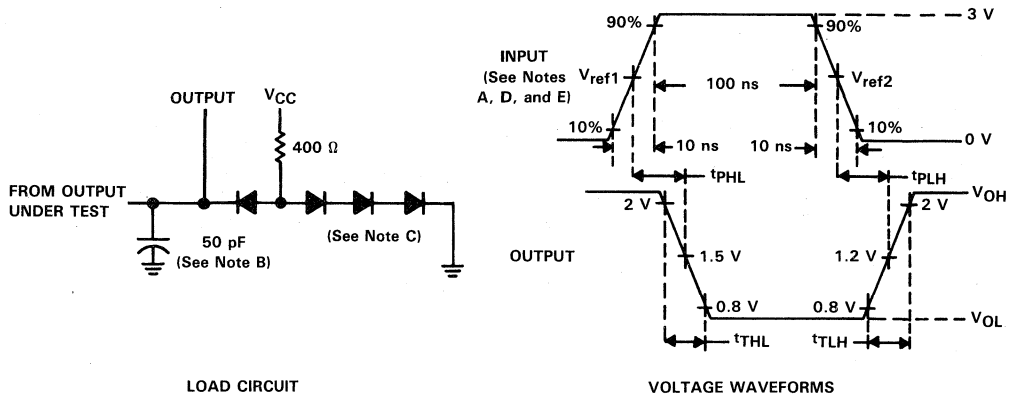 OUTPUT
VCC
400 Ω
FROM OUTPUT
UNDER TEST
50 pF
(See Note B)
(See Note C)
LOAD CIRCUIT
INPUT
(See Notes
A, D, and E)
90%
90%
3 V
Vref1
Vref2
100 ns
10%
10%
0 V
10 ns
10 ns
tPHL
tPLH
OUTPUT
2 V
2 V
VOH
1.5 V
1.2 V
0.8 V
0.8 V
VOL
tTHL
tTLH
VOLTAGE WAVEFORMS